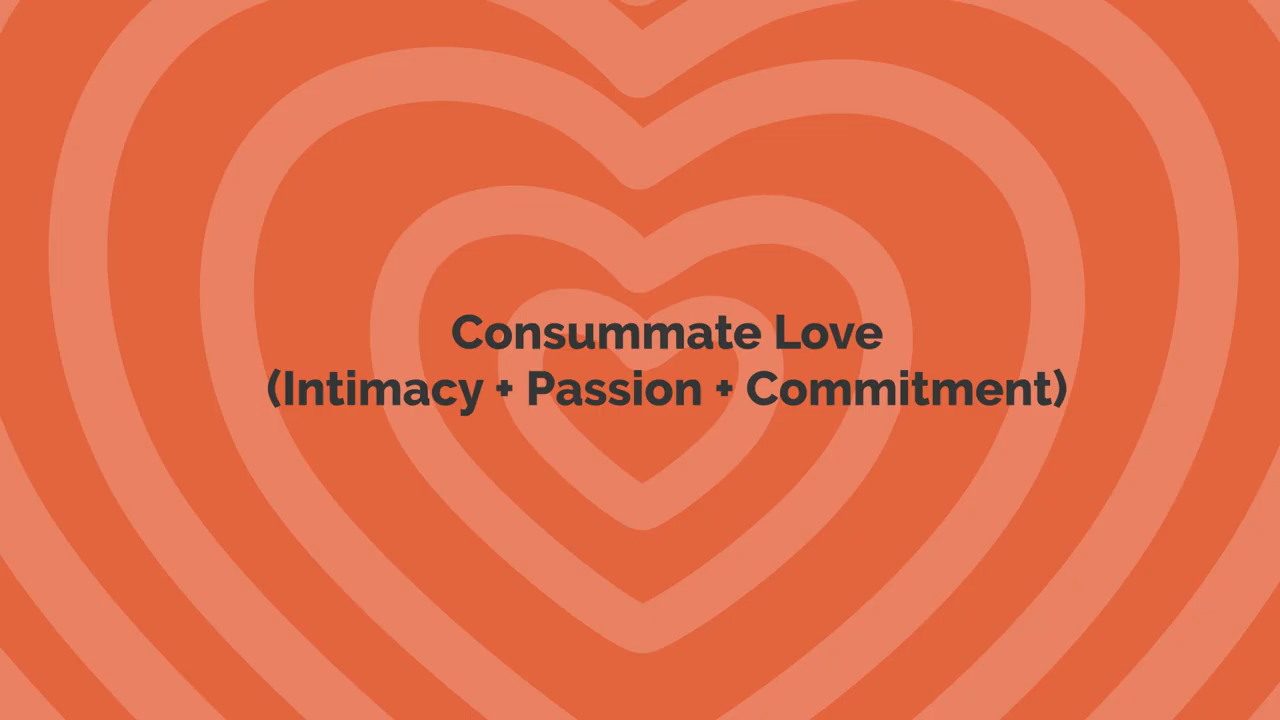 Consummate Love
(Intimacy + Passion + Commitment)